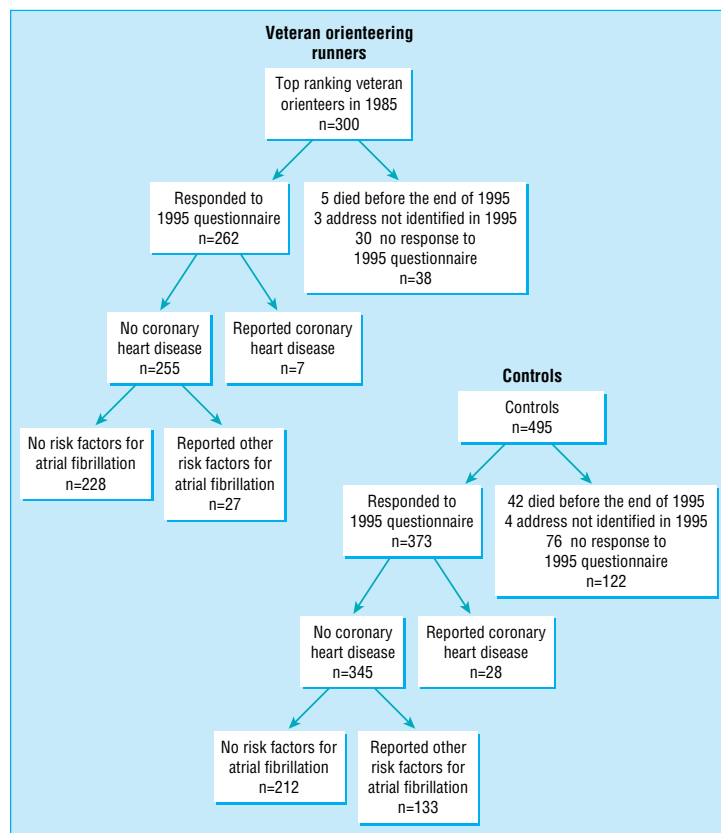 Veteran orienteering
runners
Top ranking veteran
orienteers in 1985
n=300
Responded to
1995 questionnaire
n=262
5 died before the end of 1995
3 address not identified in 1995
30 no response to
1995 questionnaire
n=38
No coronary
heart disease
n=255
Reported coronary
heart disease
n=7
No risk factors for
atrial fibrillation
n=228
Reported other
risk factors for
atrial fibrillation
n=27
Controls
Controls
n=495
Responded to
1995 questionnaire
n=373
42 died before the end of 1995
4 address not identified in 1995
76 no response to
1995 questionnaire
n=122
No coronary
heart disease
n=345
Reported coronary
heart disease
n=28
No risk factors for
atrial fibrillation
n=212
Reported other
risk factors for
atrial fibrillation
n=133